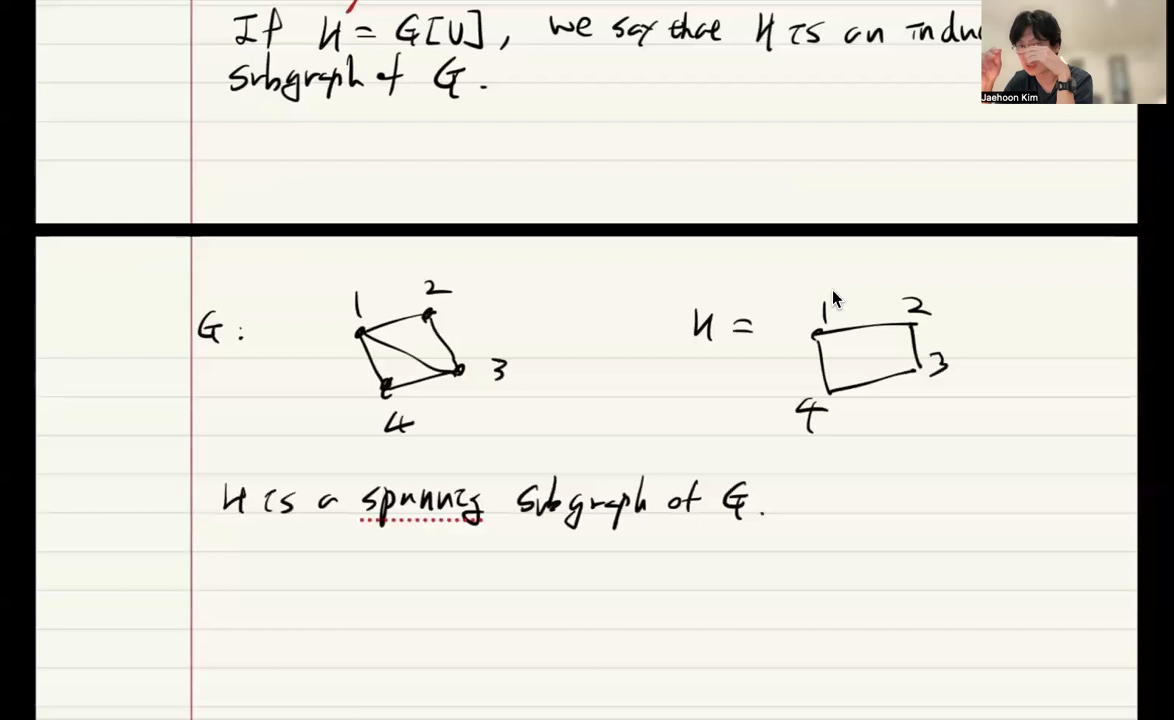 If H = G[U], we say that H is an indu
subgraph of G.
Jaehoon Kim
G:
1
2
3
4
H =
1
2
3
4
H is a spanning subgraph of G.